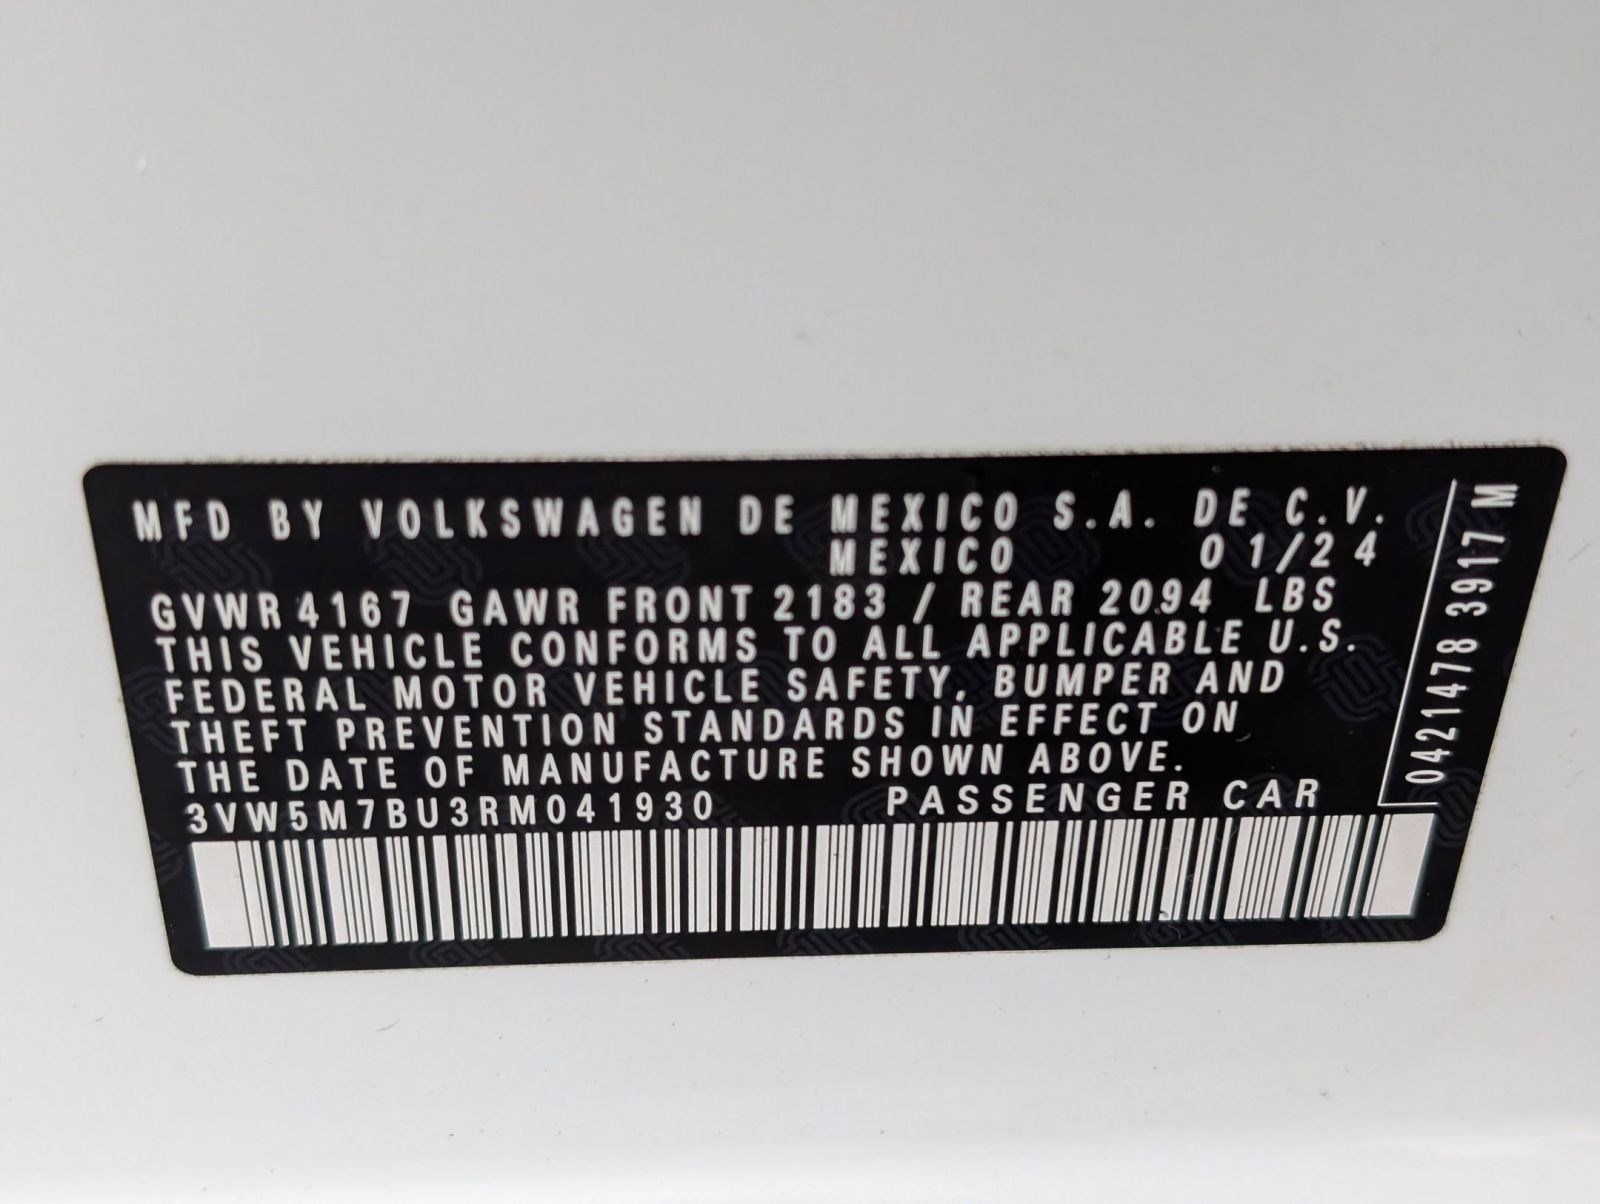 MFD BY VOLKSWAGEN DE MEXICO S.A. DE C.V.
MEXICO 01/24
GVWR 4167 GAWR FRONT 2183 / REAR 2094 LBS
THIS VEHICLE CONFORMS TO ALL APPLICABLE U.S.
FEDERAL MOTOR VEHICLE SAFETY, BUMPER AND
THEFT PREVENTION STANDARDS IN EFFECT ON
THE DATE OF MANUFACTURE SHOWN ABOVE.
3VW5M7BU3RM041930 PASSENGER CAR
0421478 3917 M